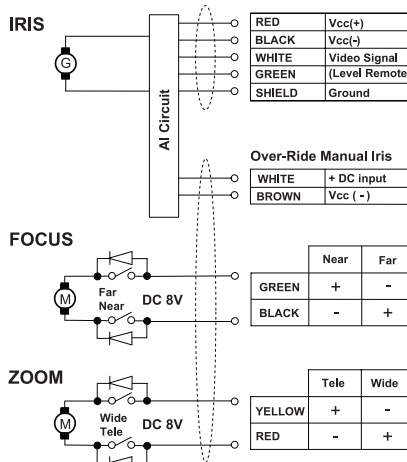 IRIS
G
AI Circuit
RED Vcc(+)
BLACK Vcc(-)
WHITE Video Signal
GREEN (Level Remote
SHIELD Ground
Over-Ride Manual Iris
WHITE + DC input
BROWN Vcc ( - )
FOCUS
M
Far
Near
DC 8V
Near Far
GREEN + -
BLACK - +
ZOOM
M
Wide
Tele
DC 8V
Tele Wide
YELLOW + -
RED - +